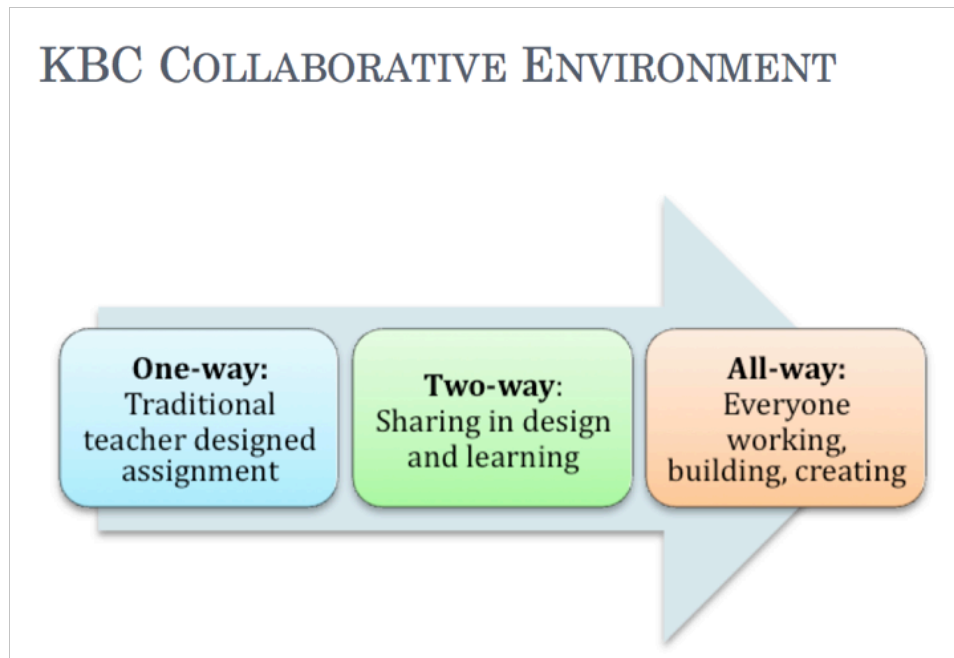 KBC COLLABORATIVE ENVIRONMENT
One-way:
Traditional
teacher designed
assignment
Two-way:
Sharing in design
and learning
All-way:
Everyone
working,
building, creating